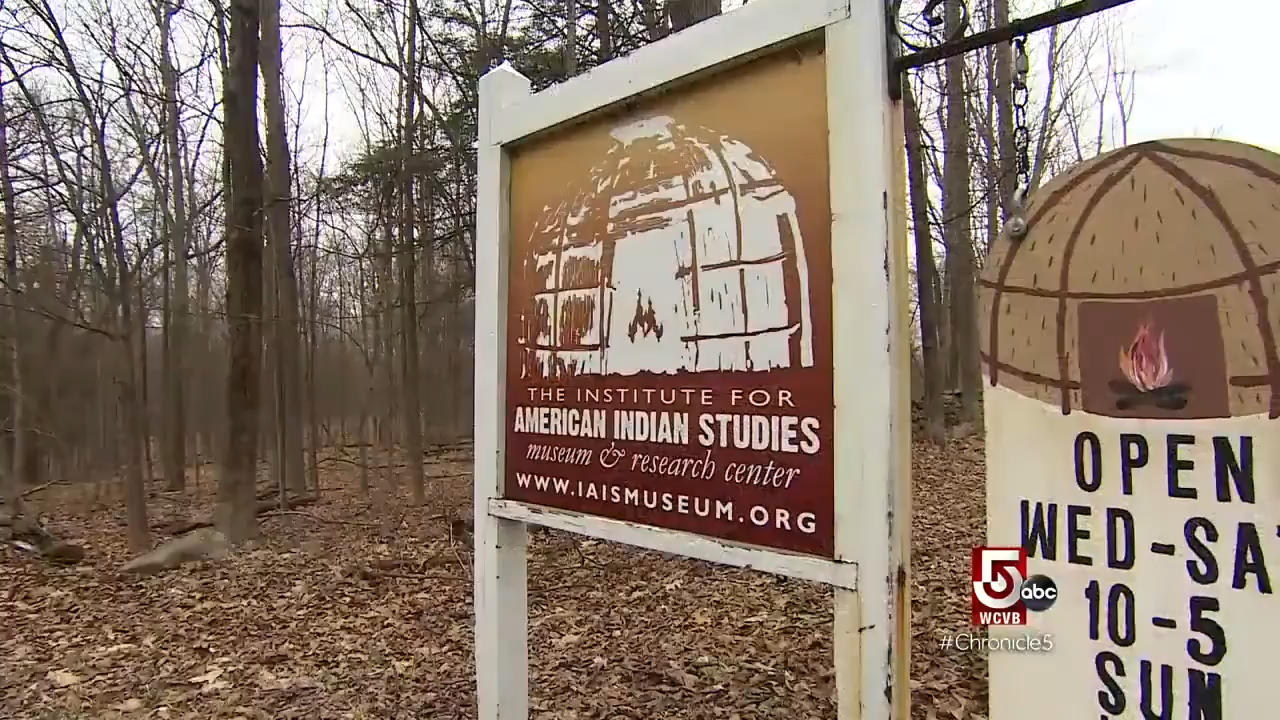 THE INSTITUTE FOR
AMERICAN INDIAN STUDIES
museum & research center
WWW.IAISMUSEUM.ORG
OPEN
WED-SA
10-5
SUN
5
abc
WCVB
#Chronicle5